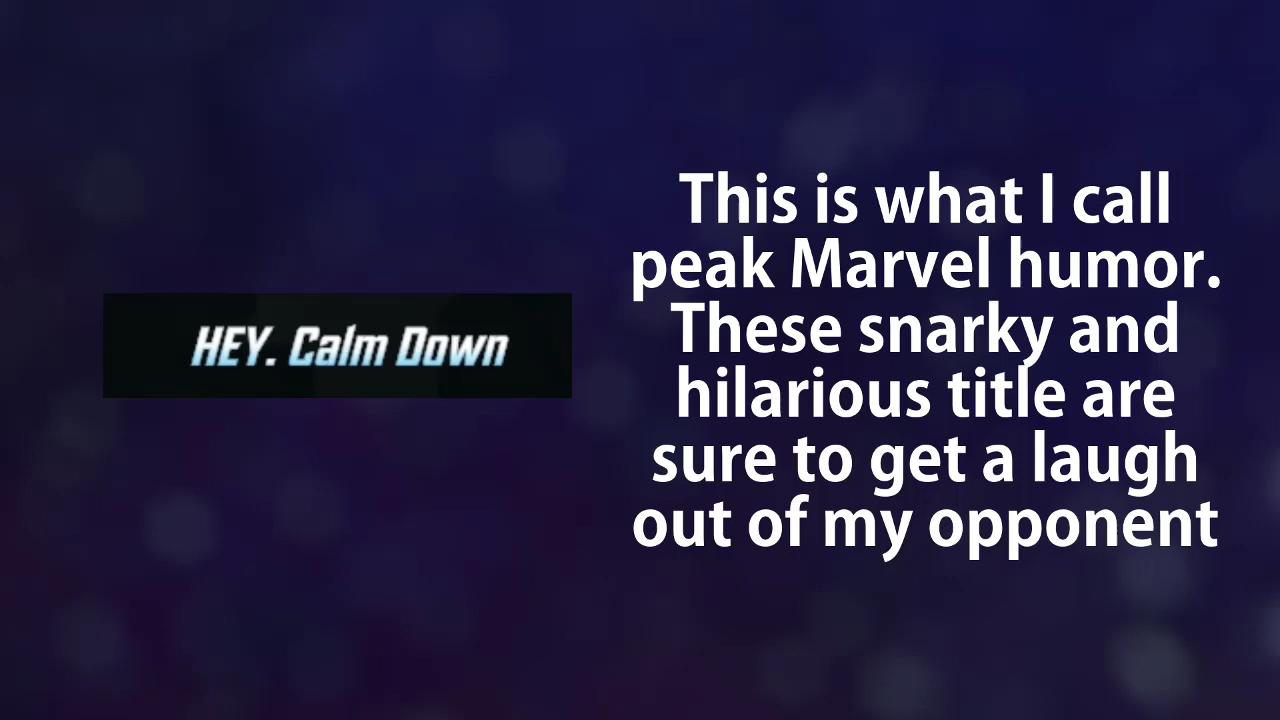 HEY. Calm Down
This is what I call
peak Marvel humor.
These snarky and
hilarious title are
sure to get a laugh
out of my opponent